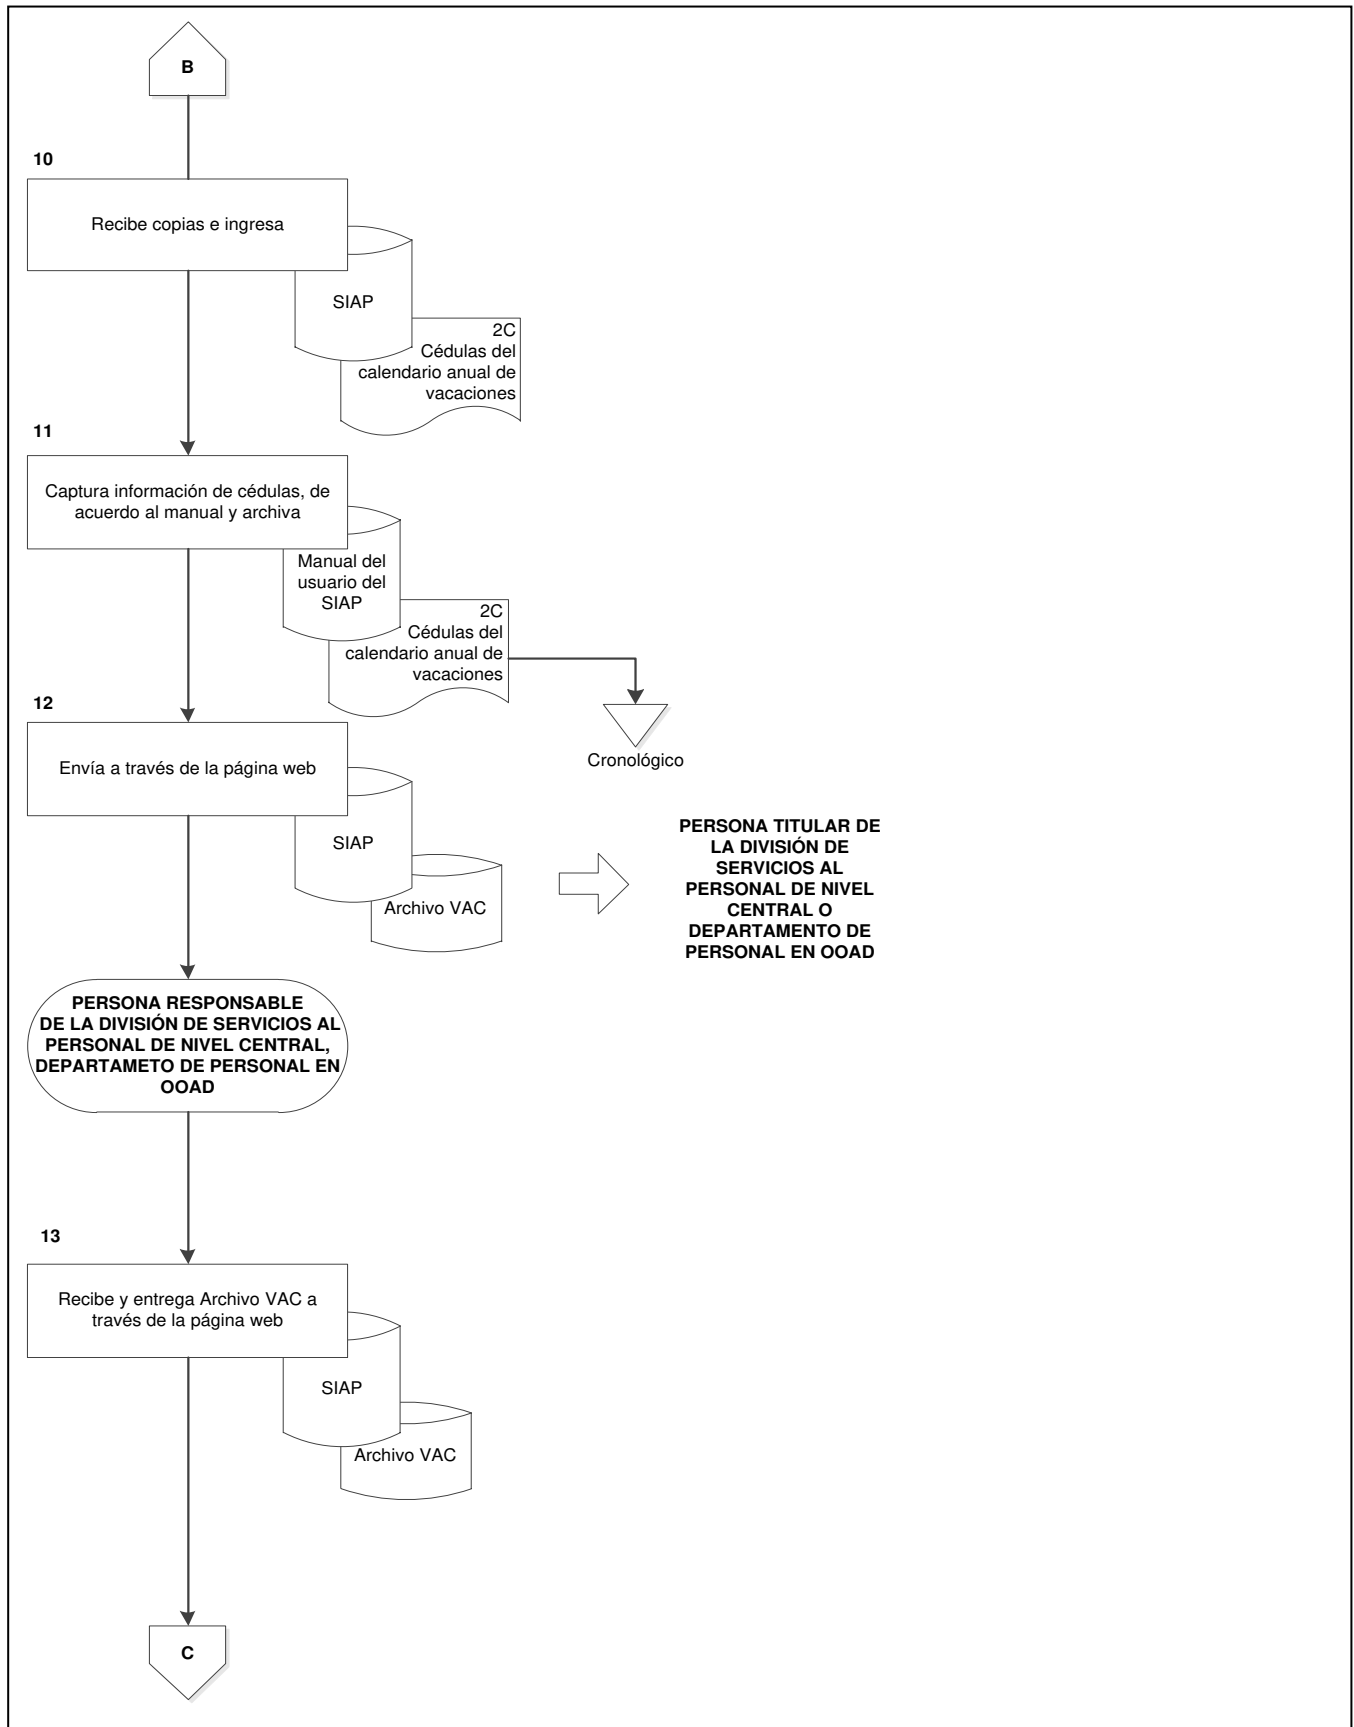 B
10
Recibe copias e ingresa
SIAP
2C
Cédulas del
calendario anual de
vacaciones
11
Captura información de cédulas, de
acuerdo al manual y archiva
Manual del
usuario del
SIAP
2C
Cédulas del
calendario anual de
vacaciones
Cronológico
12
Envía a través de la página web
SIAP
Archivo VAC
PERSONA TITULAR DE
LA DIVISIÓN DE
SERVICIOS AL
PERSONAL DE NIVEL
CENTRAL O
DEPARTAMENTO DE
PERSONAL EN OOAD
PERSONA RESPONSABLE
DE LA DIVISIÓN DE SERVICIOS AL
PERSONAL DE NIVEL CENTRAL,
DEPARTAMETO DE PERSONAL EN
OOAD
13
Recibe y entrega Archivo VAC a
través de la página web
SIAP
Archivo VAC
C